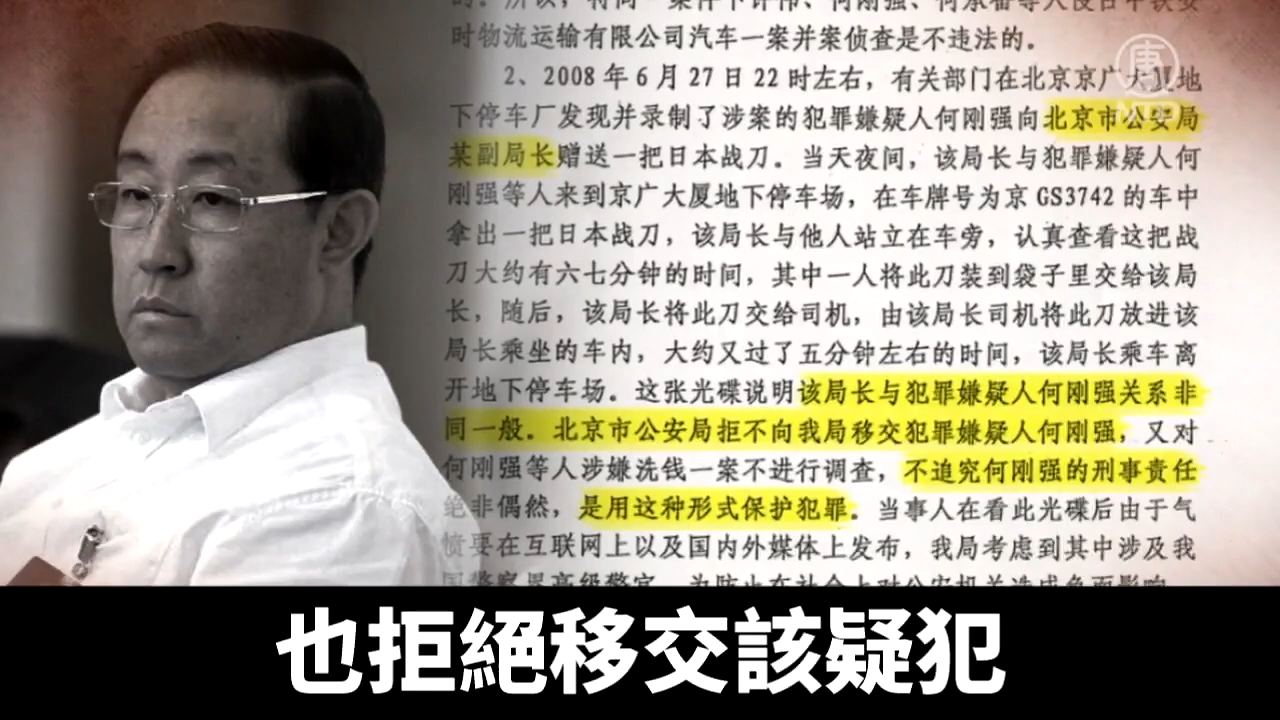 时物流运输有限公司汽车一案并案侦查是不违法的。
2、2008年6月27日22时左右，有关部门在北京京广大厦地
下停车厂发现并录制了涉案的犯罪嫌疑人何刚强向北京市公安局
某副局长赠送一把日本战刀。当天夜间，该局长与犯罪嫌疑人何
刚强等人来到京广大厦地下停车场，在车牌号为京GS3742的车中
拿出一把日本战刀，该局长与他人站立在车旁，认真查看这把战
刀大约有六七分钟的时间，其中一人将此刀装到袋子里交给该局
长，随后，该局长将此刀交给司机，由该局长司机将此刀放进该
局长乘坐的车内，大约又过了五分钟左右的时间，该局长乘车离
开地下停车场。这张光碟说明该局长与犯罪嫌疑人何刚强关系非
同一般。北京市公安局拒不向我局移交犯罪嫌疑人何刚强，又对
何刚强等人涉嫌洗钱一案不进行调查，不追究何刚强的刑事责任
绝非偶然，是用这种形式保护犯罪。当事人在看此光碟后由于气
愤要在互联网上以及国内外媒体上发布，我局考虑到其中涉及我
唐
NTD
也拒絕移交該疑犯